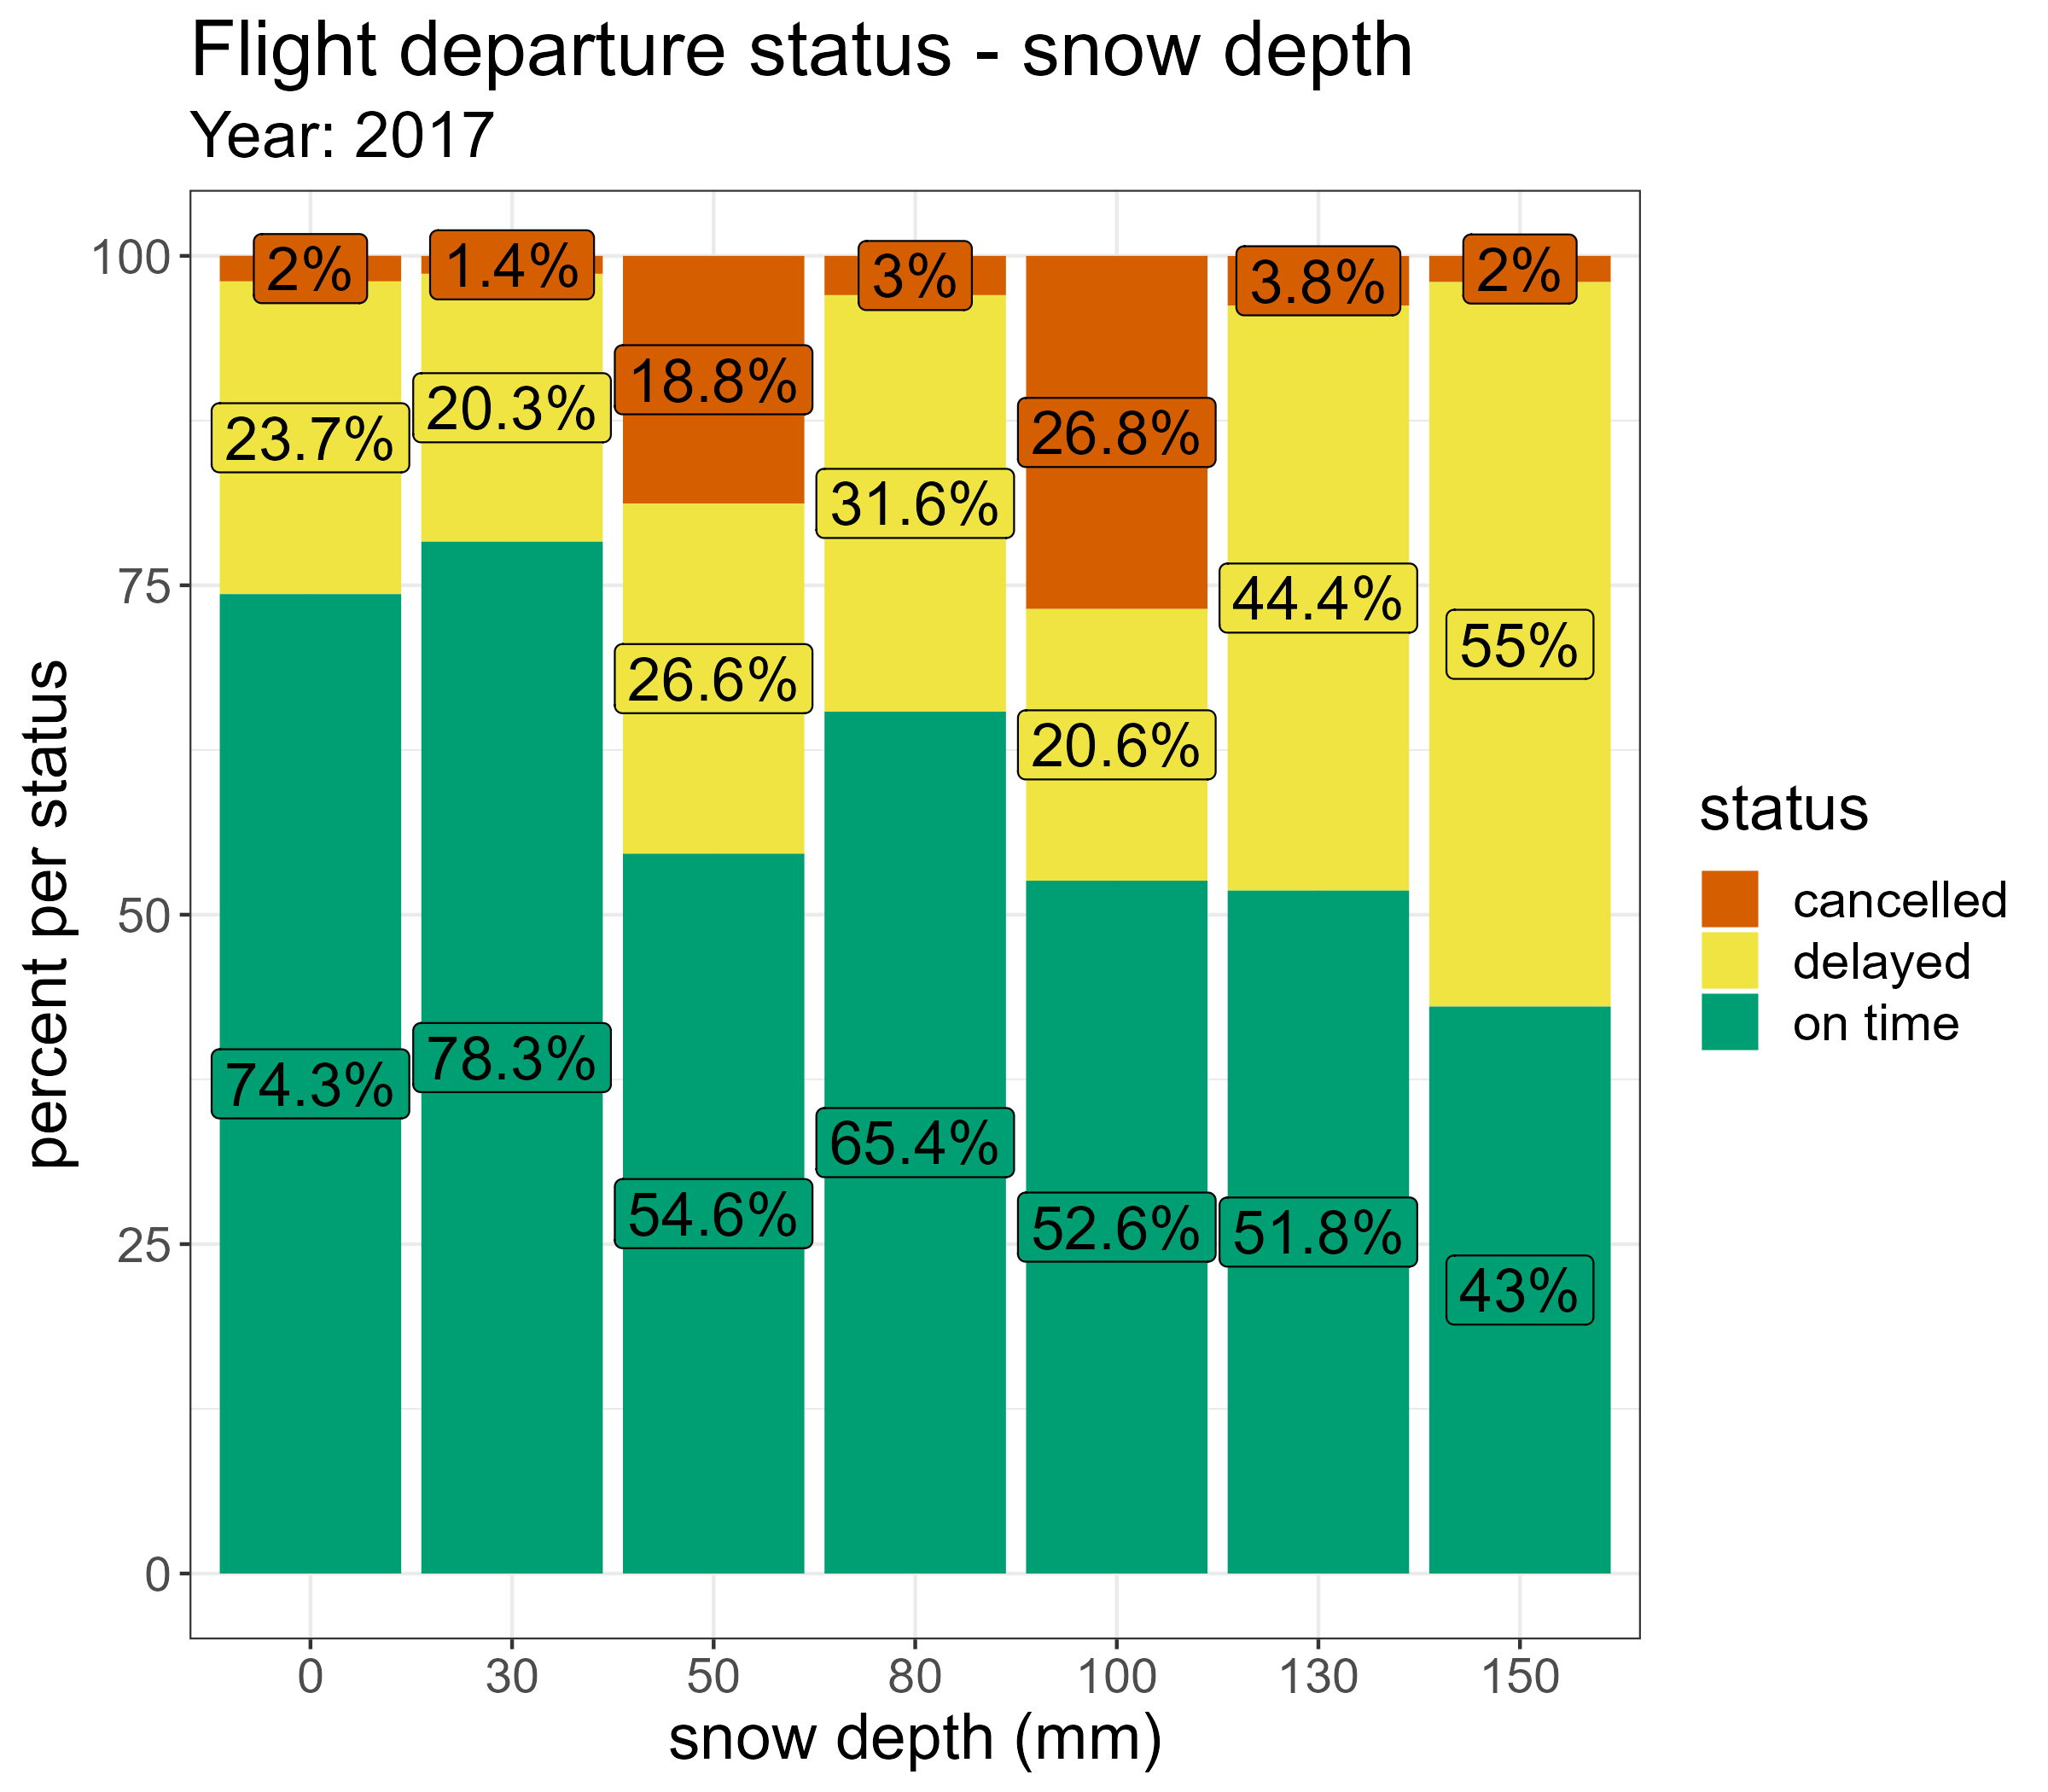 Flight departure status - snow depth
Year: 2017
percent per status
100
75
50
25
0
2%
1.4%
18.8%
3%
26.8%
3.8%
2%
23.7%
20.3%
26.6%
31.6%
20.6%
44.4%
55%
74.3%
78.3%
54.6%
65.4%
52.6%
51.8%
43%
0 30 50 80 100 130 150
snow depth (mm)
status
cancelled
delayed
on time